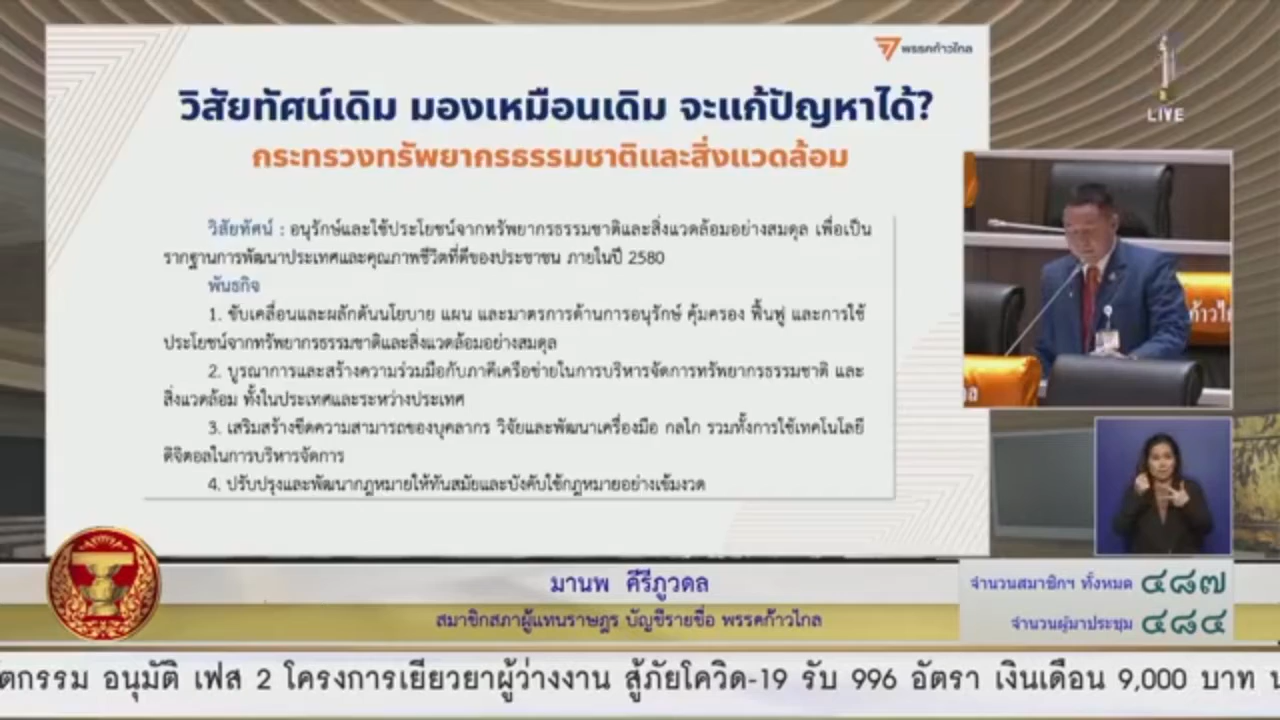 พรรคก้าวไกล
วิสัยทัศน์เดิม มองเหมือนเดิม จะแก้ปัญหาได้?
กระทรวงทรัพยากรธรรมชาติและสิ่งแวดล้อม
วิสัยทัศน์ : อนุรักษ์และใช้ประโยชน์จากทรัพยากรธรรมชาติและสิ่งแวดล้อมอย่างสมดุล เพื่อเป็น
รากฐานการพัฒนาประเทศและคุณภาพชีวิตที่ดีของประชาชน ภายในปี 2580
พันธกิจ
1. ขับเคลื่อนและผลักดันนโยบาย แผน และมาตรการด้านการอนุรักษ์ คุ้มครอง ฟื้นฟู และการใช้
ประโยชน์จากทรัพยากรธรรมชาติและสิ่งแวดล้อมอย่างสมดุล
2. บูรณาการและสร้างความร่วมมือกับภาคีเครือข่ายในการบริหารจัดการทรัพยากรธรรมชาติ และ
สิ่งแวดล้อม ทั้งในประเทศและระหว่างประเทศ
3. เสริมสร้างขีดความสามารถของบุคลากร วิจัยและพัฒนาเครื่องมือ กลไก รวมทั้งการใช้เทคโนโลยี
ดิจิตอลในการบริหารจัดการ
4. ปรับปรุงและพัฒนากฎหมายให้ทันสมัยและบังคับใช้กฎหมายอย่างเข้มงวด
LIVE
มานพ คีรีภูวดล
สมาชิกสภาผู้แทนราษฎร บัญชีรายชื่อ พรรคก้าวไกล
จำนวนสมาชิกฯ ทั้งหมด ๔๘๗
จำนวนผู้มาประชุม ๔๘๔
ตกรรม อนุมัติ เฟส 2 โครงการเยียวยาผู้ว่างงาน สู้ภัยโควิด-19 รับ 996 อัตรา เงินเดือน 9,000 บาท